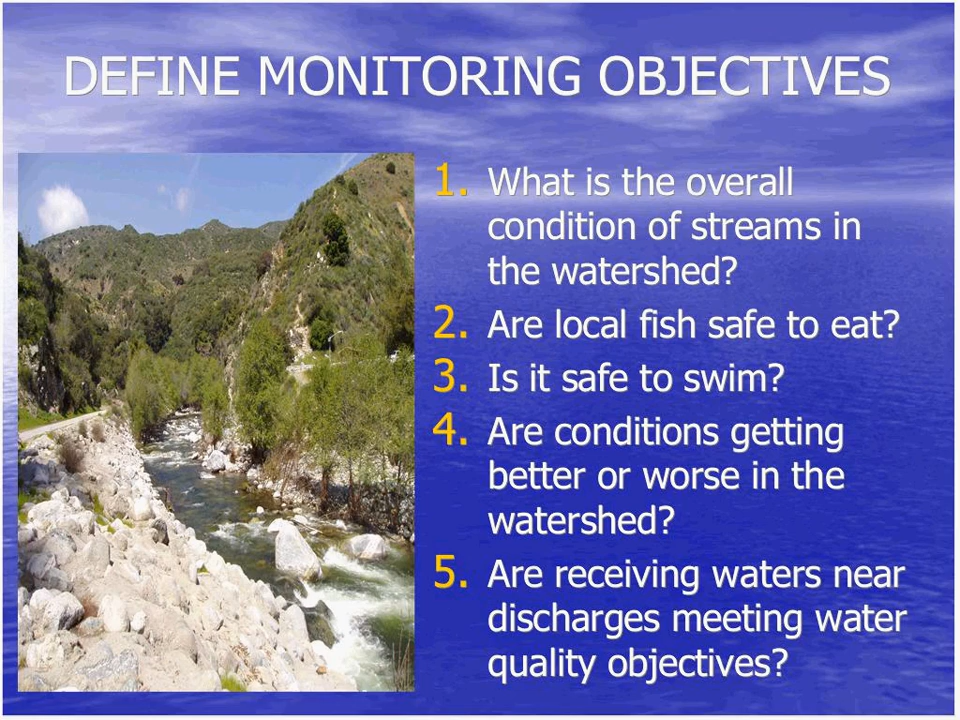 DEFINE MONITORING OBJECTIVES
1. What is the overall
condition of streams in
the watershed?
2. Are local fish safe to eat?
3. Is it safe to swim?
4. Are conditions getting
better or worse in the
watershed?
5. Are receiving waters near
discharges meeting water
quality objectives?